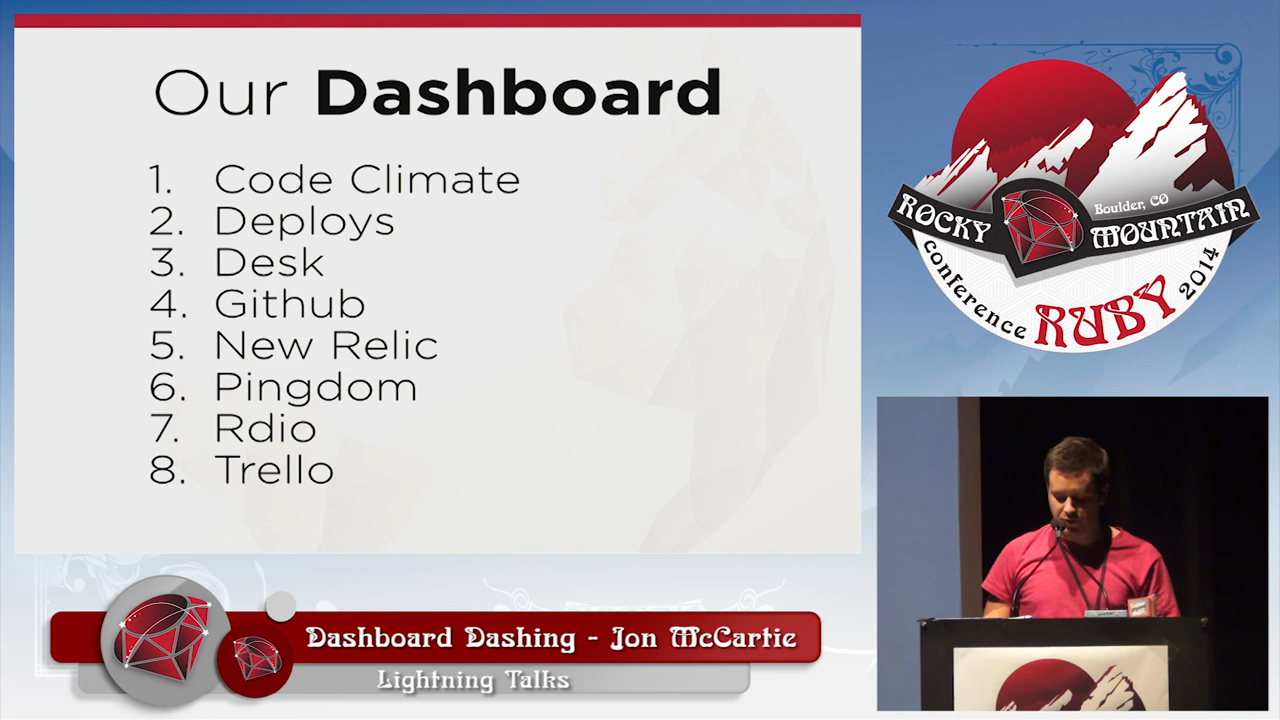 Our Dashboard
1. Code Climate
2. Deploys
3. Desk
4. Github
5. New Relic
6. Pingdom
7. Rdio
8. Trello
Boulder, CO
ROCKY MOUNTAIN
Conference RUBY 2014
Dashboard Dashing - Jon McCartie
Lightning Talks